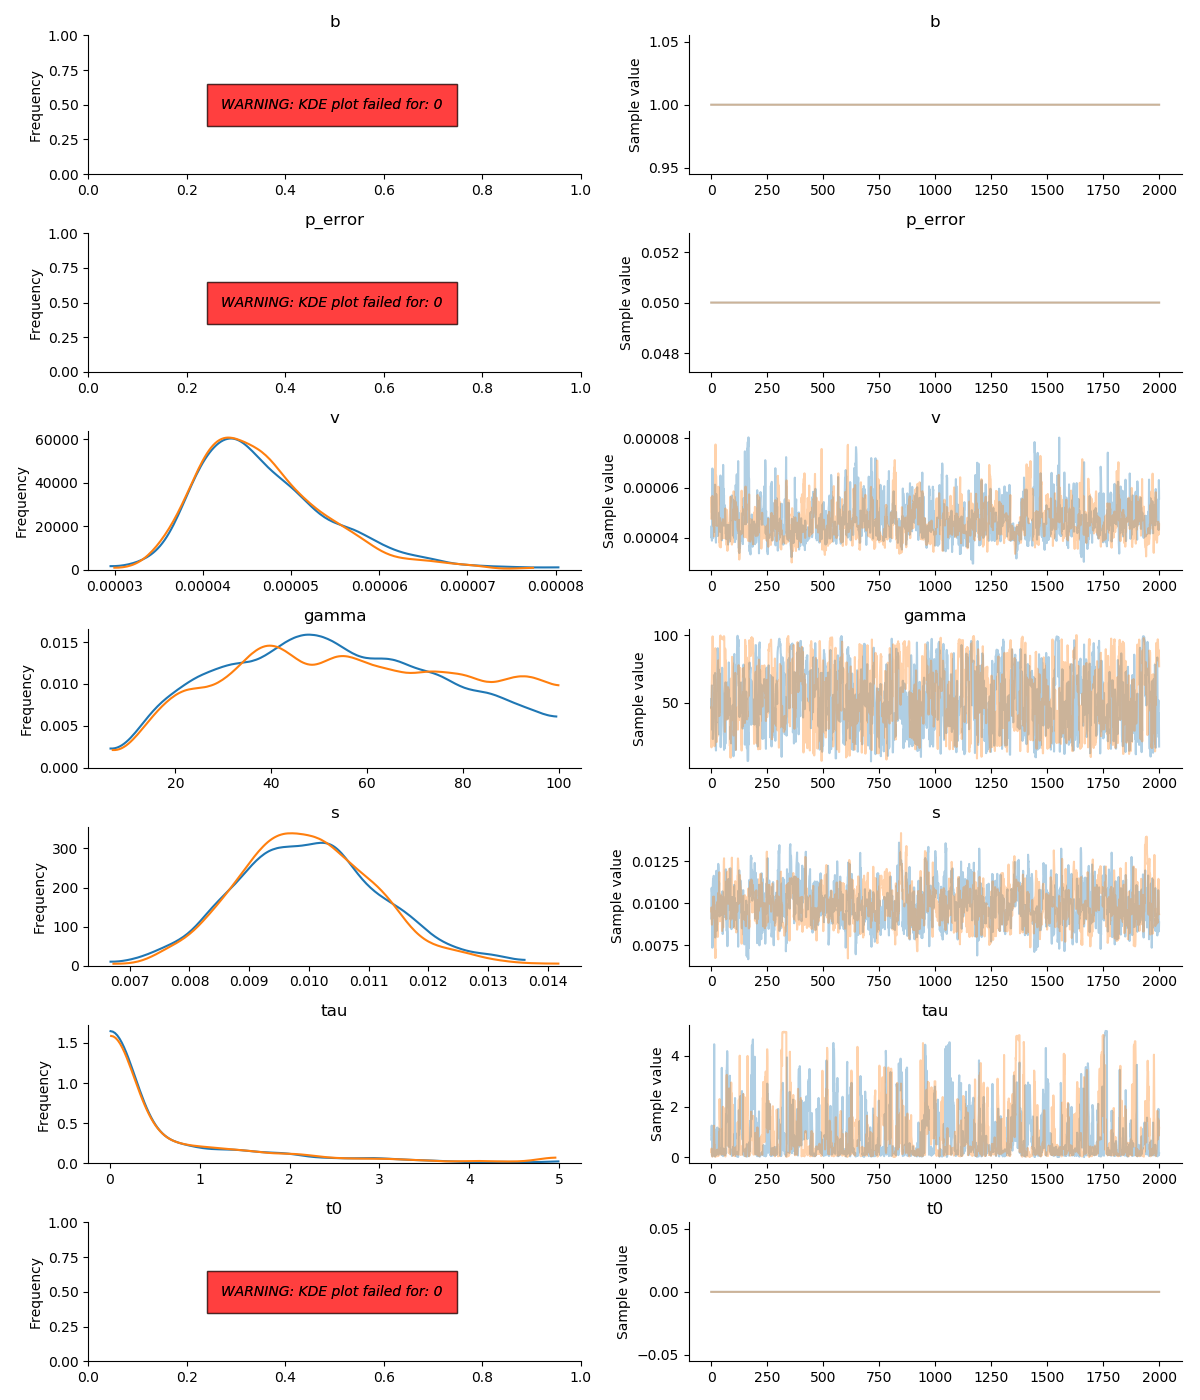 b
b
1.00
0.75
0.50
0.25
0.00
Frequency
WARNING: KDE plot failed for: 0
0.0 0.2 0.4 0.6 0.8 1.0
1.05
1.00
0.95
Sample value
0 250 500 750 1000 1250 1500 1750 2000
p_error
p_error
1.00
0.75
0.50
0.25
0.00
Frequency
WARNING: KDE plot failed for: 0
0.0 0.2 0.4 0.6 0.8 1.0
0.052
0.050
0.048
Sample value
0 250 500 750 1000 1250 1500 1750 2000
v
v
60000
40000
20000
0
Frequency
0.00003 0.00004 0.00005 0.00006 0.00007 0.00008
0.00008
0.00006
0.00004
Sample value
0 250 500 750 1000 1250 1500 1750 2000
gamma
gamma
0.015
0.010
0.005
0.000
Frequency
20 40 60 80 100
100
50
Sample value
0 250 500 750 1000 1250 1500 1750 2000
s
s
300
200
100
0
Frequency
0.007 0.008 0.009 0.010 0.011 0.012 0.013 0.014
0.0125
0.0100
0.0075
Sample value
0 250 500 750 1000 1250 1500 1750 2000
tau
tau
1.5
1.0
0.5
0.0
Frequency
0 1 2 3 4 5
4
2
0
Sample value
0 250 500 750 1000 1250 1500 1750 2000
t0
t0
1.00
0.75
0.50
0.25
0.00
Frequency
WARNING: KDE plot failed for: 0
0.0 0.2 0.4 0.6 0.8 1.0
0.05
0.00
−0.05
Sample value
0 250 500 750 1000 1250 1500 1750 2000